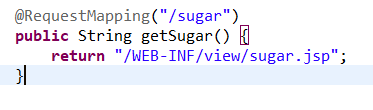 @RequestMapping("/sugar")
public String getSugar() {
    return "/WEB-INF/view/sugar.jsp";
}